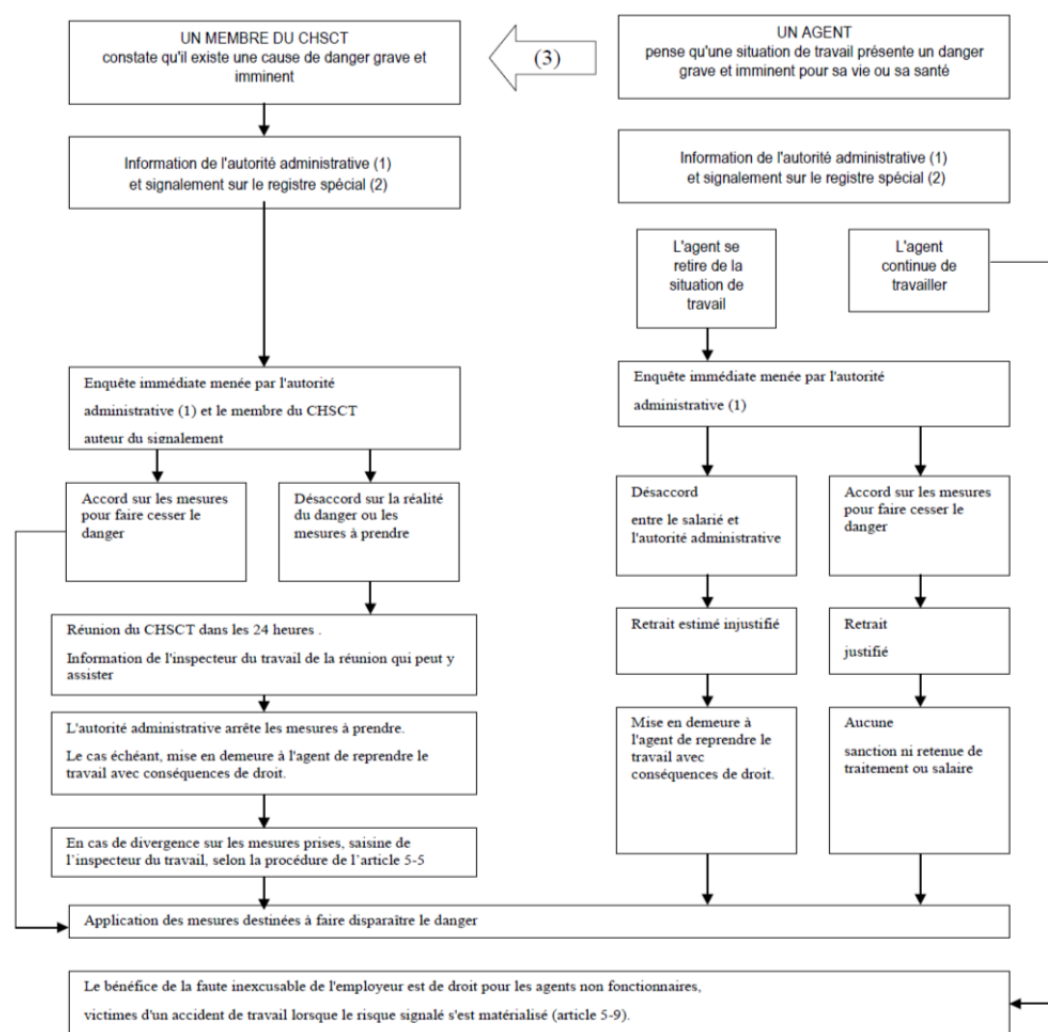 UN MEMBRE DU CHSCT
constate qu'il existe une cause de danger grave et
imminent
(3)
UN AGENT
pense qu'une situation de travail présente un danger
grave et imminent pour sa vie ou sa santé
Information de l'autorité administrative (1)
et signalement sur le registre spécial (2)
Information de l'autorité administrative (1)
et signalement sur le registre spécial (2)
L'agent se
retire de la
situation de
travail
L'agent
continue de
travailler
Enquête immédiate menée par l'autorité
administrative (1) et le membre du CHSCT
auteur du signalement
Enquête immédiate menée par l'autorité
administrative (1)
Accord sur les mesures
pour faire cesser le
danger
Désaccord sur la réalité
du danger ou les
mesures à prendre
Désaccord
entre le salarié et
l'autorité administrative
Accord sur les mesures
pour faire cesser le
danger
Réunion du CHSCT dans les 24 heures .
Information de l'inspecteur du travail de la réunion qui peut y
assister
Retrait estimé injustifié
Retrait
justifié
L'autorité administrative arrête les mesures à prendre.
Le cas échéant, mise en demeure à l'agent de reprendre le
travail avec conséquences de droit.
Mise en demeure à
l'agent de reprendre le
travail avec
conséquences de droit.
Aucune
sanction ni retenue de
traitement ou salaire
En cas de divergence sur les mesures prises, saisine de
l'inspecteur du travail, selon la procédure de l'article 5-5
Application des mesures destinées à faire disparaître le danger
Le bénéfice de la faute inexcusable de l'employeur est de droit pour les agents non fonctionnaires,
victimes d'un accident de travail lorsque le risque signalé s'est matérialisé (article 5-9).